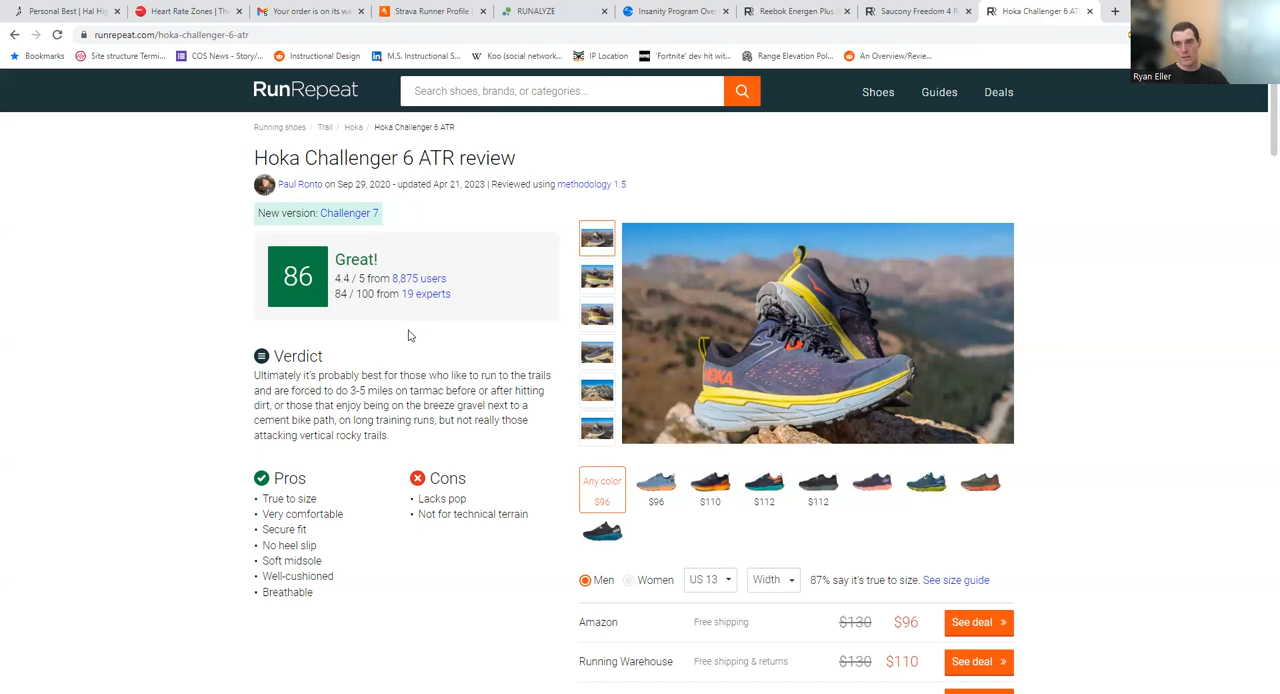 Personal Best | Hal Hig
Heart Rate Zones | Tha
Your order is on its wa
Strava Runner Profile |
RUNALYZE
Insanity Program Over
Reebok Energen Plus
Saucony Freedom 4 R
Hoka Challenger 6 AT
runrepeat.com/hoka-challenger-6-atr
Bookmarks
Site structure Termi...
COS News - Story/...
Instructional Design
M.S. Instructional S...
Koo (social network...
IP Location
'Fortnite' dev hit wit...
Range Elevation Pol...
An Overview/Revie...
Ryan Eller
RunRepeat
Search shoes, brands, or categories...
Shoes Guides Deals
Running shoes / Trail / Hoka / Hoka Challenger 6 ATR
Hoka Challenger 6 ATR review
Paul Ronto on Sep 29, 2020 - updated Apr 21, 2023 | Reviewed using methodology 1.5
New version: Challenger 7
86
Great!
4.4 / 5 from 8,875 users
84 / 100 from 19 experts
Verdict
Ultimately it's probably best for those who like to run to the trails
and are forced to do 3-5 miles on tarmac before or after hitting
dirt, or those that enjoy being on the breeze gravel next to a
cement bike path, on long training runs, but not really those
attacking vertical rocky trails.
Pros
• True to size
• Very comfortable
• Secure fit
• No heel slip
• Soft midsole
• Well-cushioned
• Breathable
Cons
• Lacks pop
• Not for technical terrain
HOKA
Any color
$96
$96
$110
$112
$112
Men Women US 13 Width 87% say it's true to size. See size guide
Amazon Free shipping $130 $96 See deal »
Running Warehouse Free shipping & returns $130 $110 See deal »